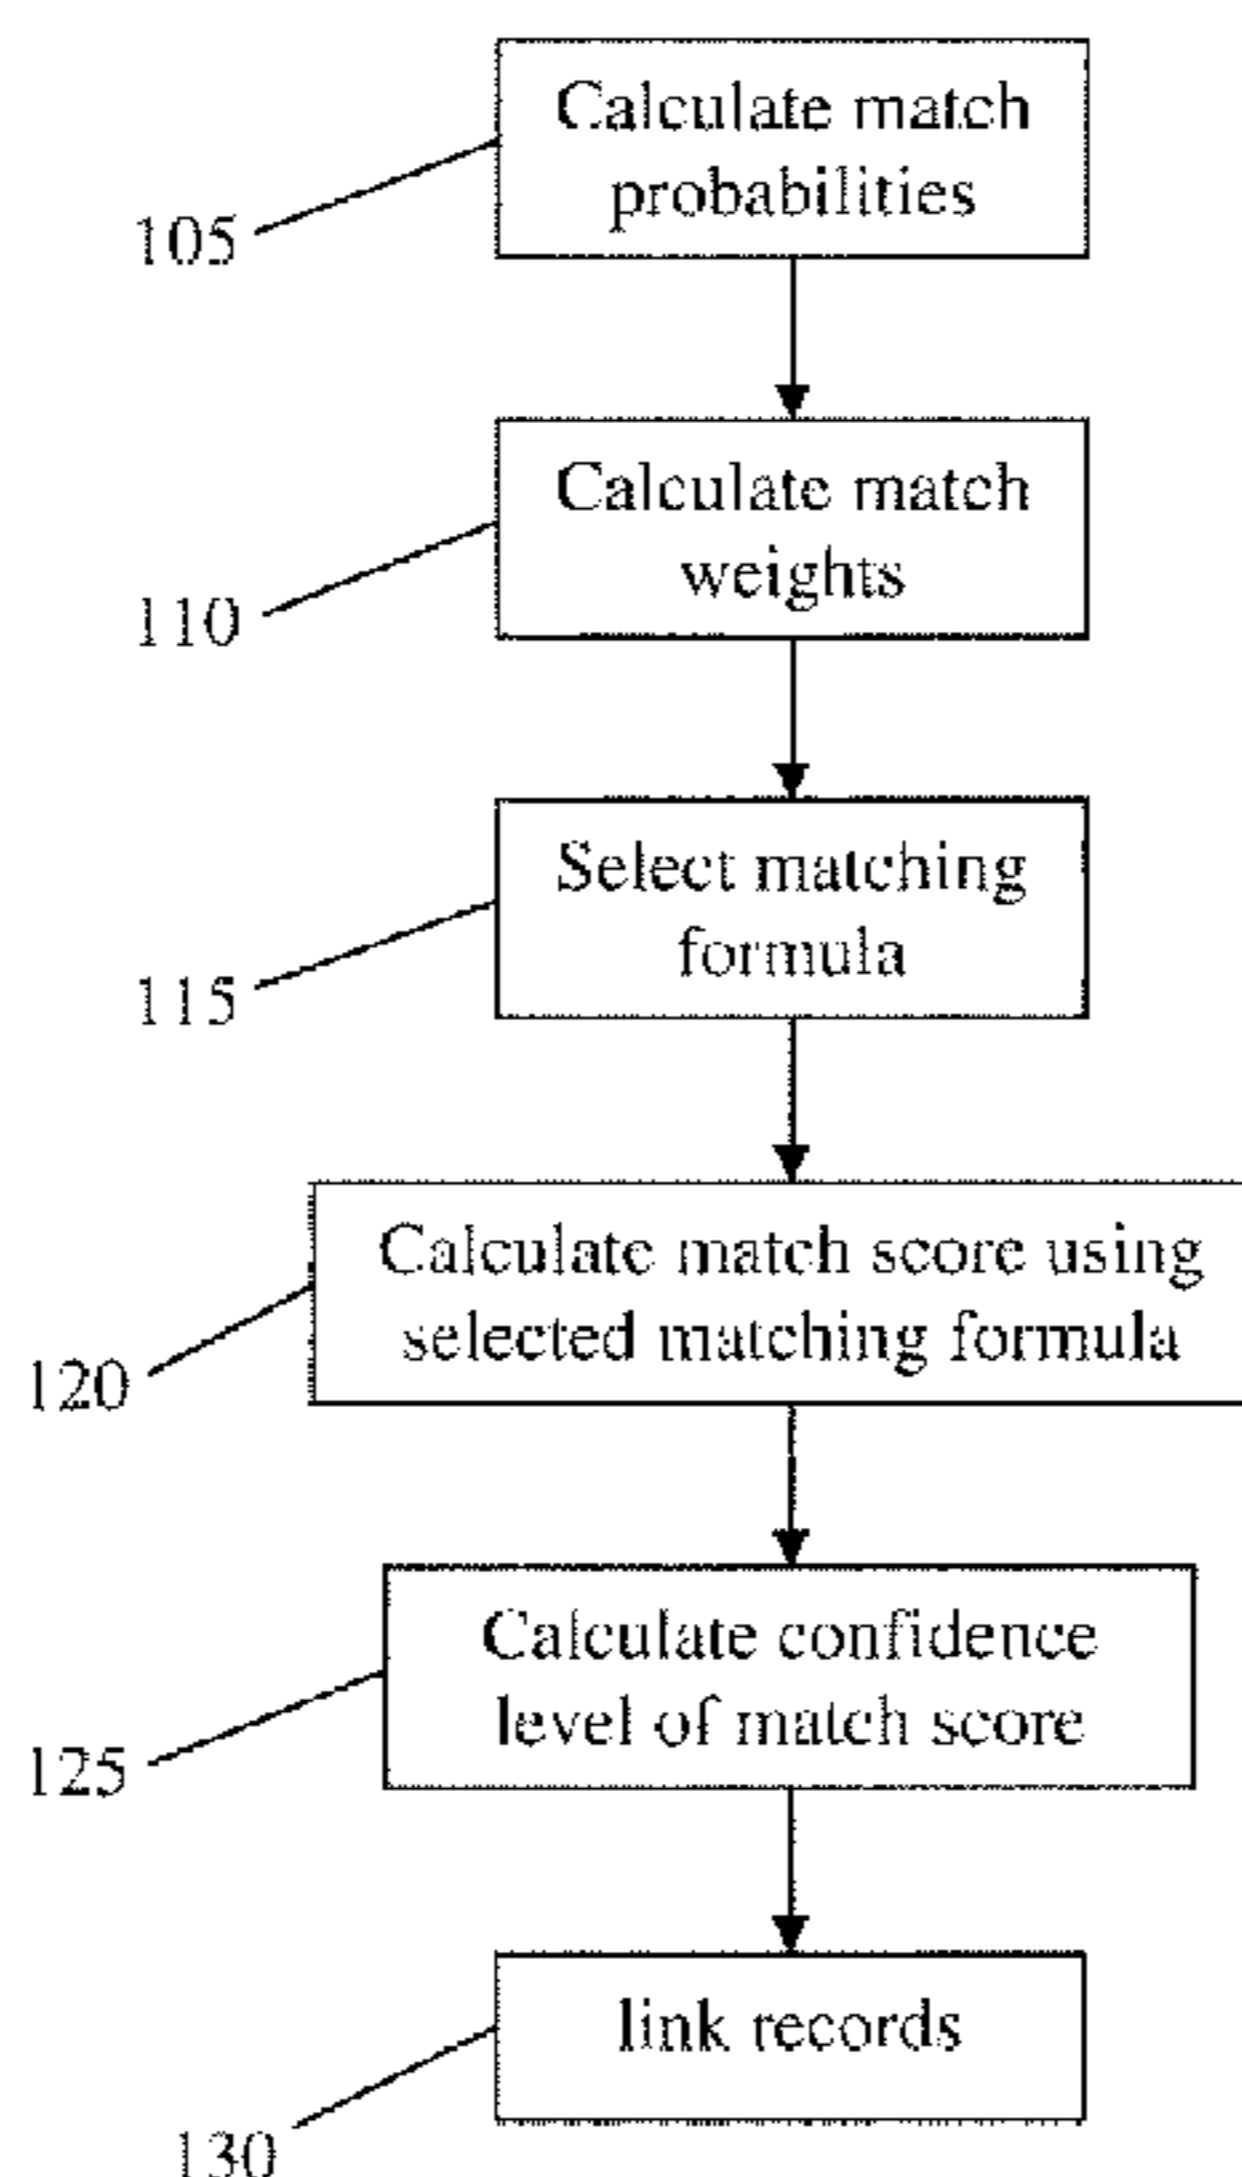 Calculate match
probabilities
105
Calculate match
weights
110
Select matching
formula
115
Calculate match score using
selected matching formula
120
Calculate confidence
level of match score
125
link records
130